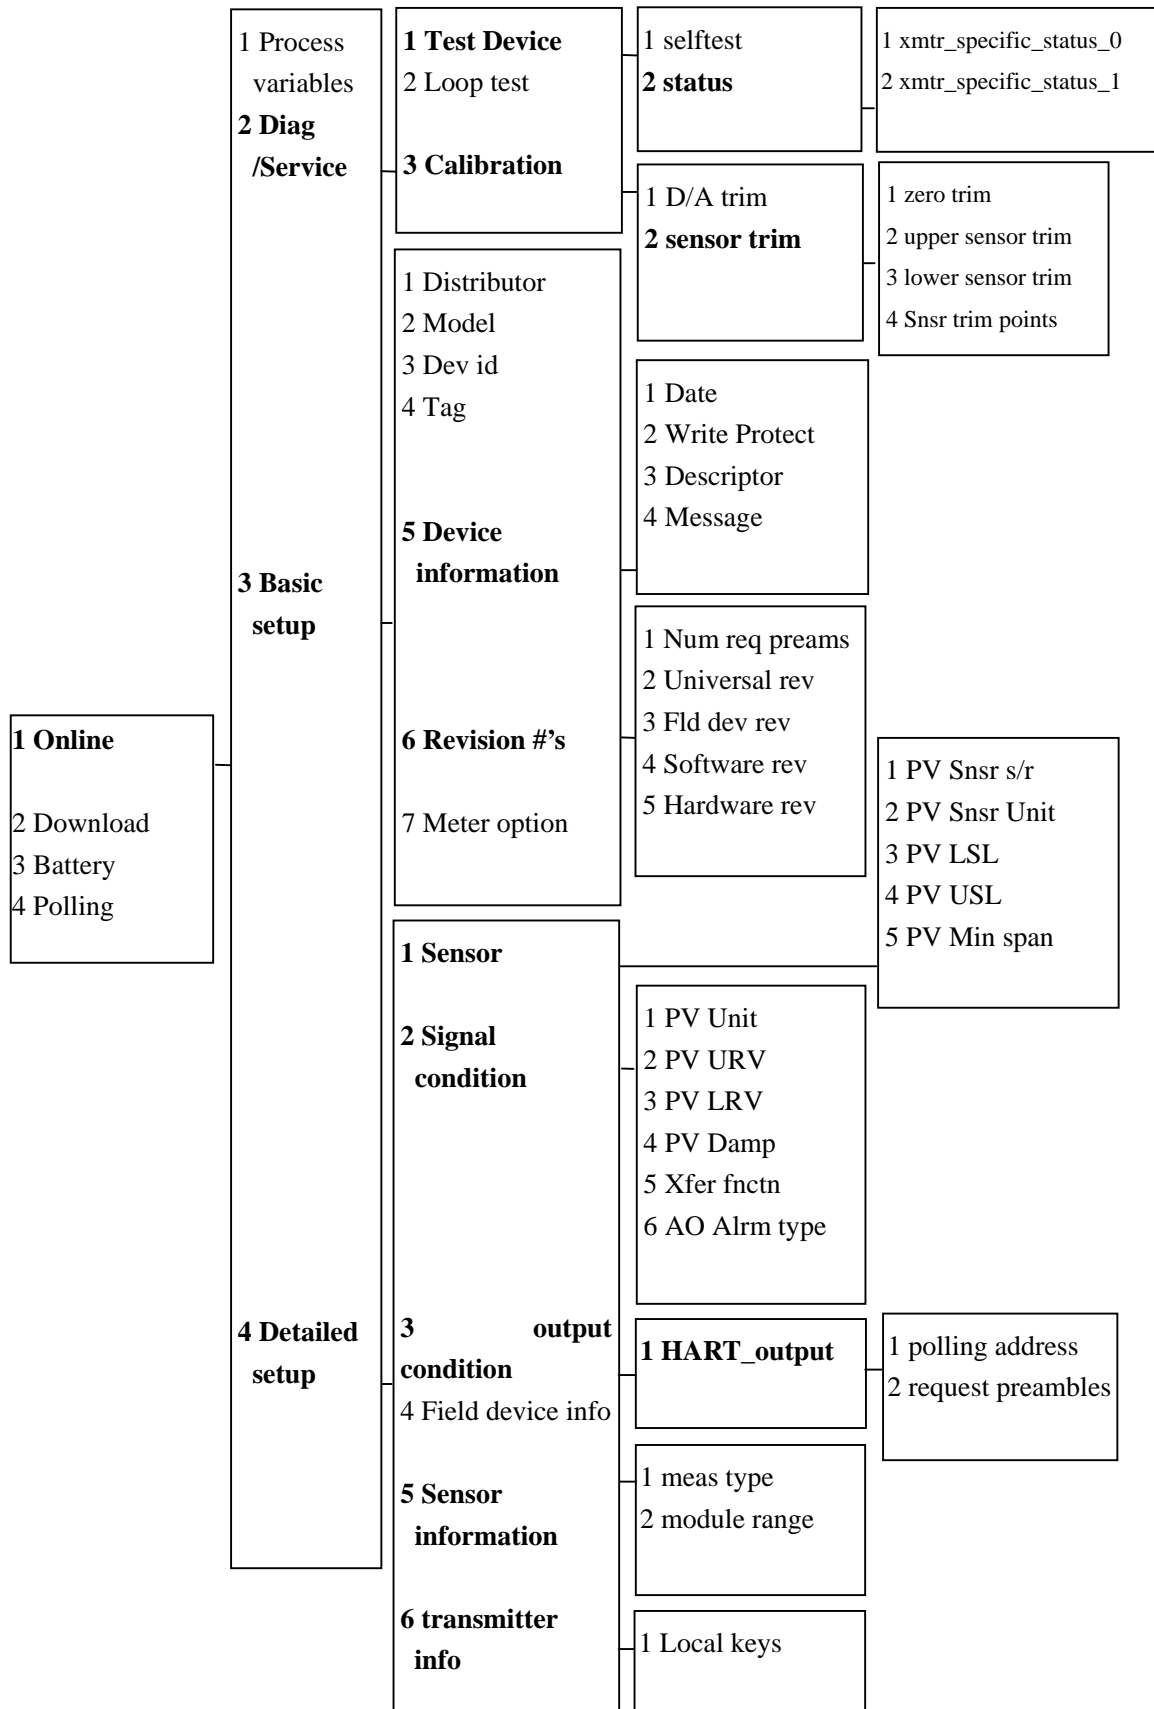 1 Online
2 Download
3 Battery
4 Polling
1 Process
variables
2 Diag
/Service
3 Basic
setup
4 Detailed
setup
1 Test Device
2 Loop test
3 Calibration
1 selftest
2 status
1 xmtr_specific_status_0
2 xmtr_specific_status_1
1 D/A trim
2 sensor trim
1 zero trim
2 upper sensor trim
3 lower sensor trim
4 Snsr trim points
1 Distributor
2 Model
3 Dev id
4 Tag
5 Device
information
6 Revision #’s
7 Meter option
1 Date
2 Write Protect
3 Descriptor
4 Message
1 Num req preams
2 Universal rev
3 Fld dev rev
4 Software rev
5 Hardware rev
1 Sensor
2 Signal
condition
3 output
condition
4 Field device info
5 Sensor
information
6 transmitter
info
1 PV Snsr s/r
2 PV Snsr Unit
3 PV LSL
4 PV USL
5 PV Min span
1 PV Unit
2 PV URV
3 PV LRV
4 PV Damp
5 Xfer fnctn
6 AO Alrm type
1 HART_output
1 polling address
2 request preambles
1 meas type
2 module range
1 Local keys